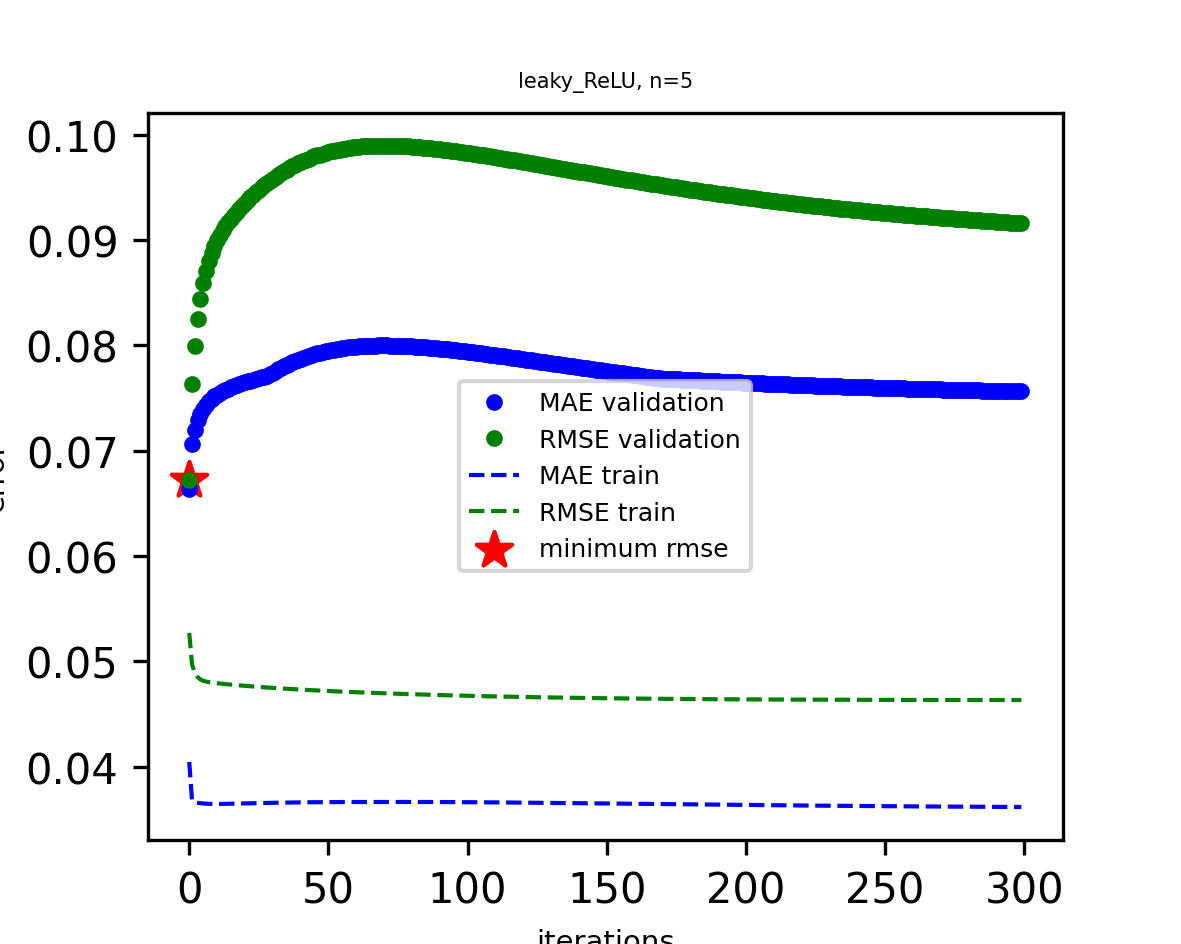 leaky_ReLU, n=5
0.10
0.09
0.08
0.07
0.06
0.05
0.04
MAE validation
RMSE validation
MAE train
RMSE train
minimum rmse
0 50 100 150 200 250 300
iterations